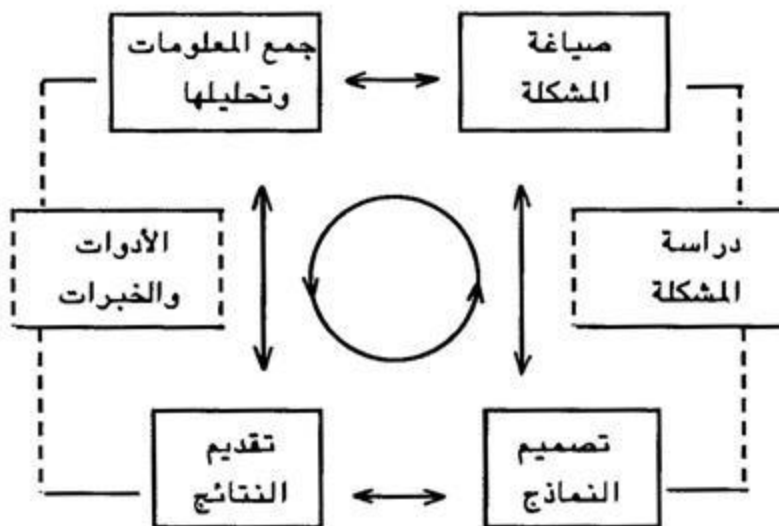 صياغة
المشكلة
جمع المعلومات
وتحليلها
دراسة
المشكلة
الأدوات
والخبرات
تصميم
النماذج
تقديم
النتائج